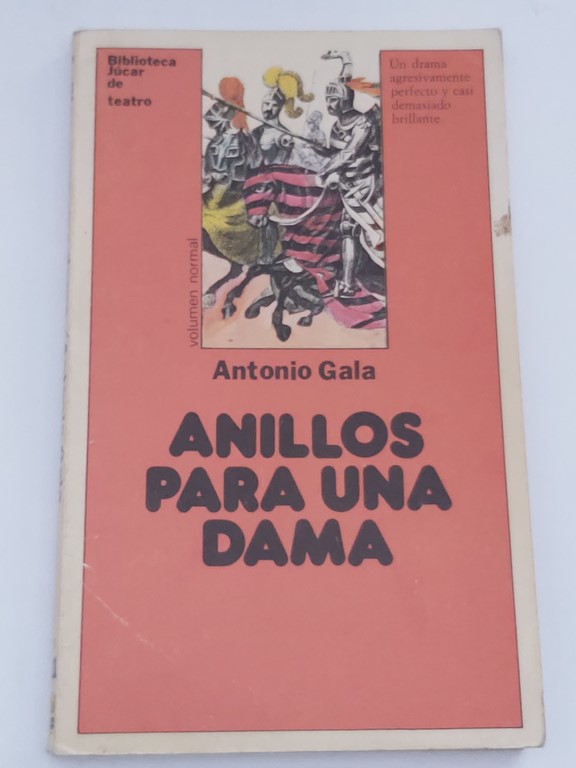 Biblioteca
Júcar
de
teatro
Un drama
agresivamente
perfecto y casi
demasiado
brillante.
volumen normal
Antonio Gala
ANILLOS
PARA UNA
DAMA